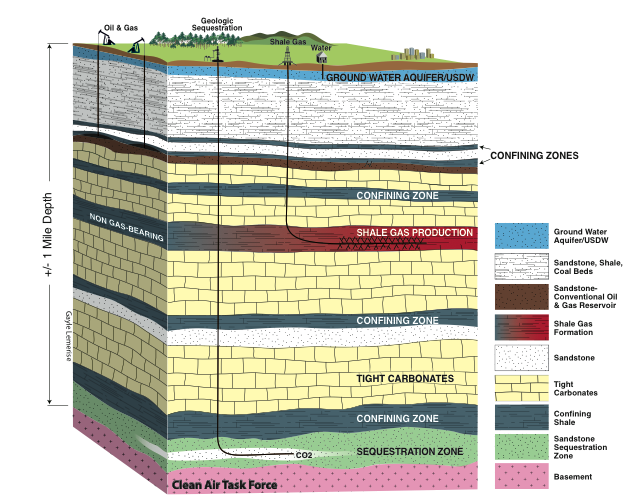 Oil & Gas
Geologic
Sequestration
Shale Gas
Water
GROUND WATER AQUIFER/USDW
CONFINING ZONES
CONFINING ZONE
NON GAS-BEARING
SHALE GAS PRODUCTION
+/- 1 Mile Depth
Gayle Lemerise
CONFINING ZONE
TIGHT CARBONATES
CONFINING ZONE
CO2
SEQUESTRATION ZONE
Clean Air Task Force
Ground Water
Aquifer/USDW
Sandstone, Shale,
Coal Beds
Sandstone-
Conventional Oil
& Gas Reservoir
Shale Gas
Formation
Sandstone
Tight
Carbonates
Confining
Shale
Sandstone
Sequestration
Zone
Basement